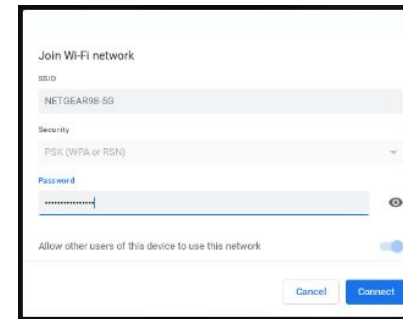 Join Wi-Fi network
SSID
NETGEAR98-5G
Security
PSK (WPA or RSN)
Password
Allow other users of this device to use this network
Cancel
Connect